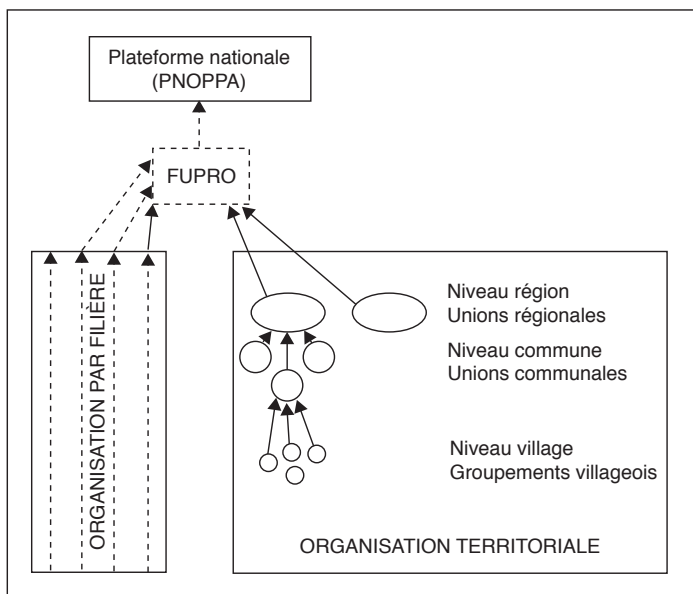 Plateforme nationale
(PNOPPA)
FUPRO
ORGANISATION PAR FILIÈRE
Niveau région
Unions régionales
Niveau commune
Unions communales
Niveau village
Groupements villageois
ORGANISATION TERRITORIALE